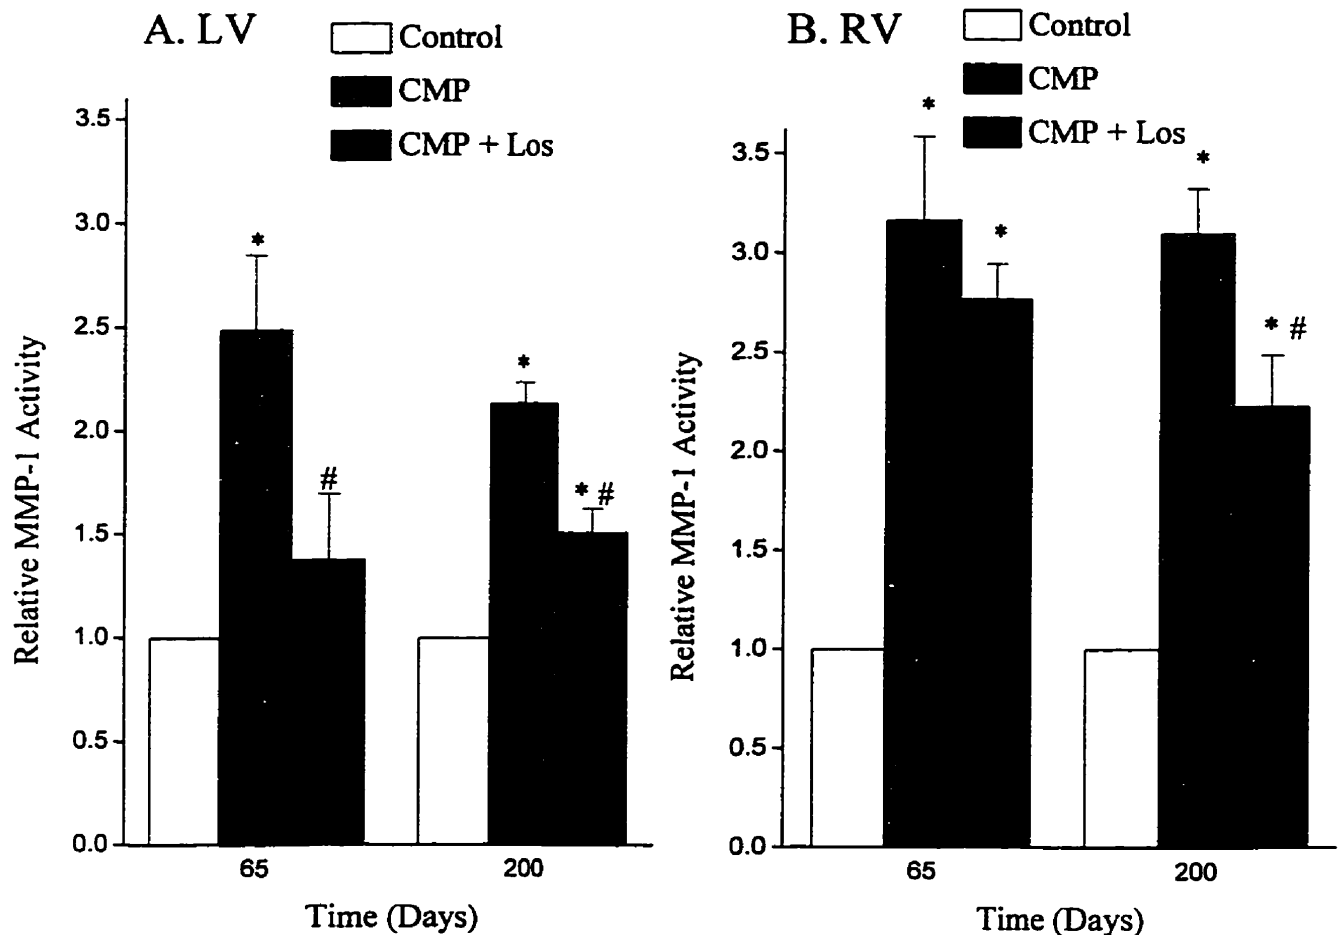 A. LV
Control
CMP
CMP + Los
3.5
3.0
2.5
2.0
1.5
1.0
0.5
0.0
*
#
*
* #
Relative MMP-1 Activity
65
200
Time (Days)
B. RV
Control
CMP
CMP + Los
3.5
3.0
2.5
2.0
1.5
1.0
0.5
0.0
*
*
*
* #
Relative MMP-1 Activity
65
200
Time (Days)